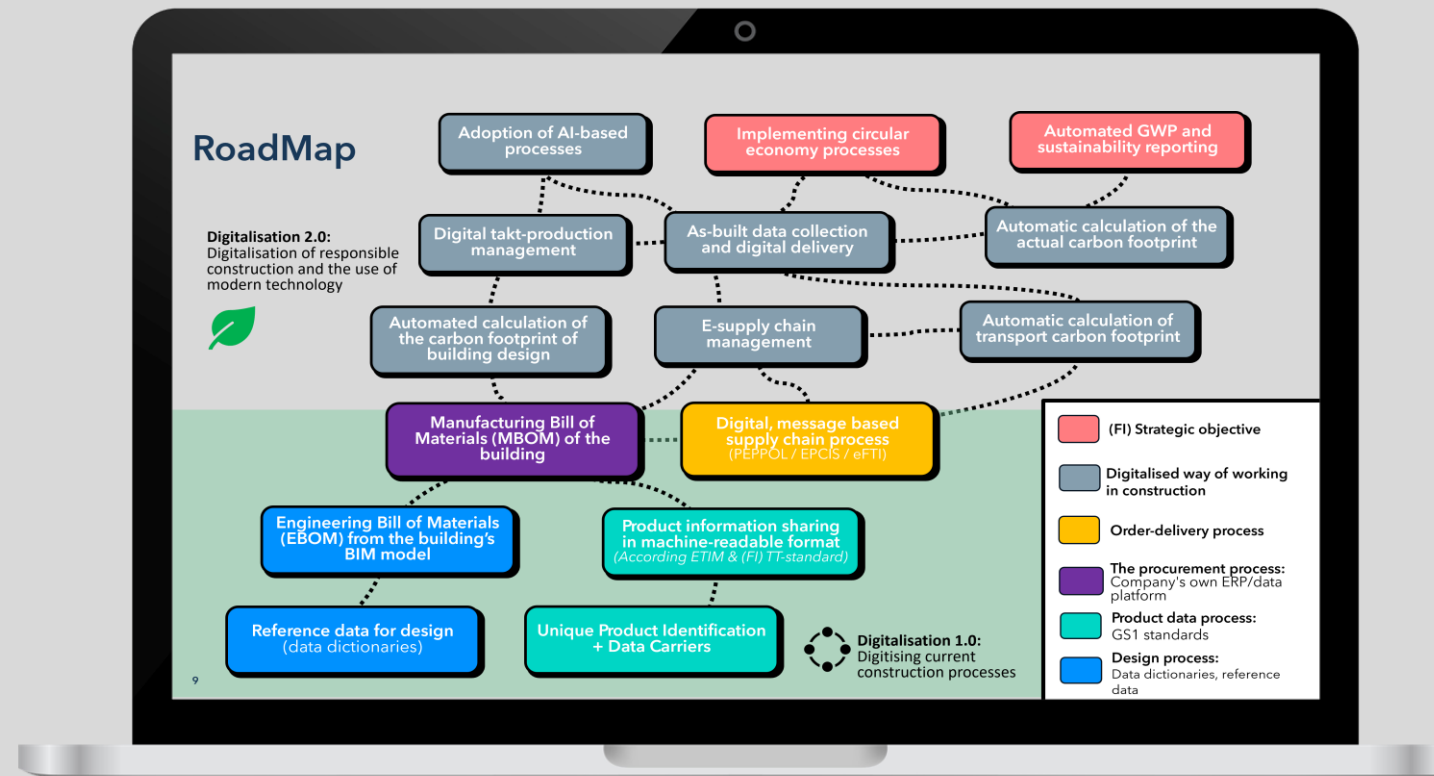 RoadMap
Adoption of AI-based
processes
Implementing circular
economy processes
Automated GWP and
sustainability reporting
Digitalisation 2.0:
Digitalisation of responsible
construction and the use of
modern technology
Digital takt-production
management
As-built data collection
and digital delivery
Automatic calculation of the
actual carbon footprint
Automated calculation of
the carbon footprint of
building design
E-supply chain
management
Automatic calculation of
transport carbon footprint
Manufacturing Bill of
Materials (MBOM) of the
building
Digital, message based
supply chain process
(PEPPOL / EPCIS / eFTI)
Engineering Bill of Materials
(EBOM) from the building's
BIM model
Product information sharing
in machine-readable format
(According ETIM & (FI) TT-standard)
Reference data for design
(data dictionaries)
Unique Product Identification
+ Data Carriers
Digitalisation 1.0:
Digitising current
construction processes
(FI) Strategic objective
Digitalised way of working
in construction
Order-delivery process
The procurement process:
Company's own ERP/data
platform
Product data process:
GS1 standards
Design process:
Data dictionaries, reference
data
9